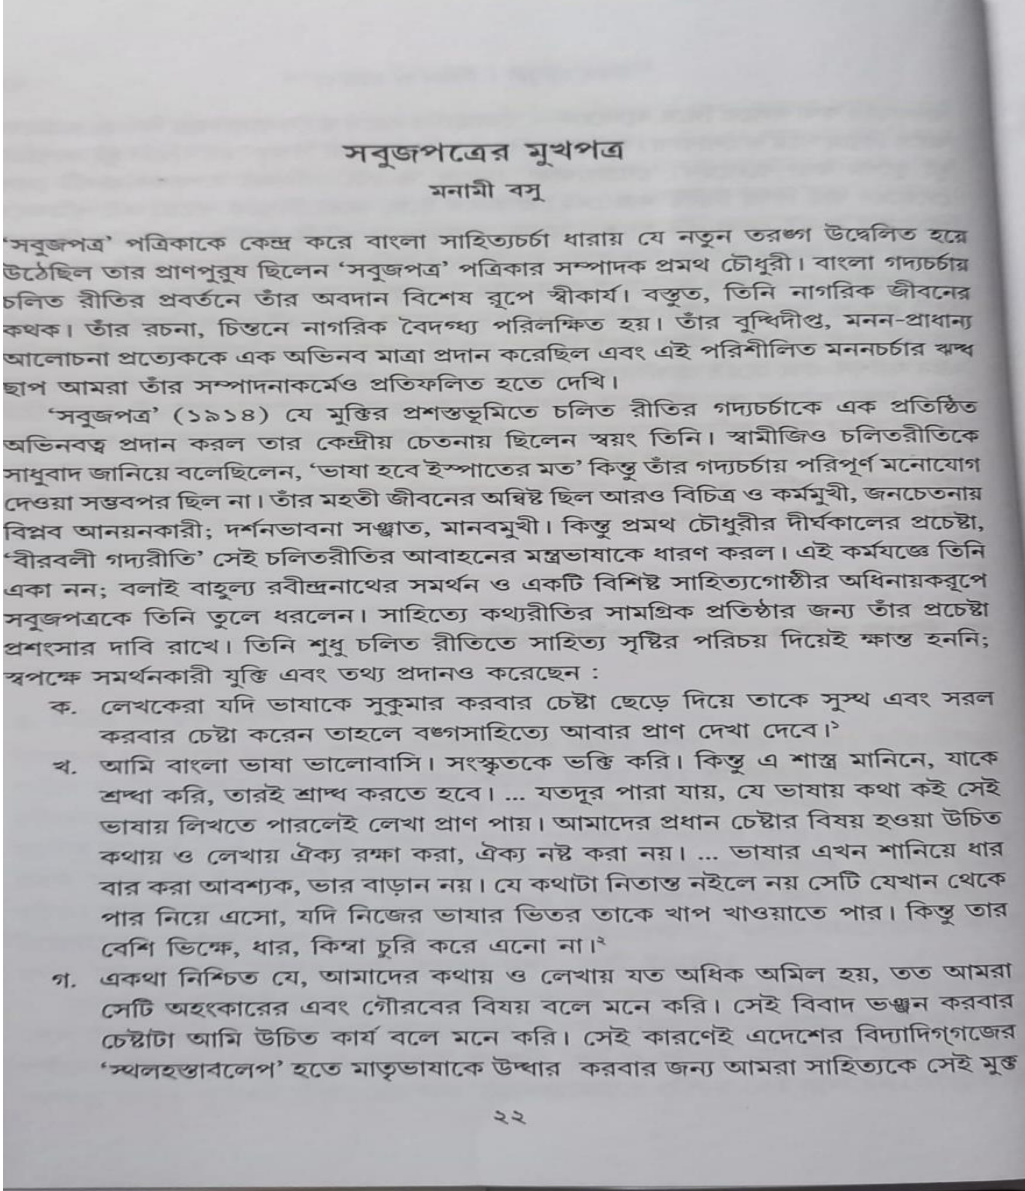 সবুজপত্রের মুখপত্র
মনামী বসু
‘সবুজপত্র’ পত্রিকাকে কেন্দ্র করে বাংলা সাহিত্যচর্চা ধারায় যে নতুন তরঙ্গ উদ্বেলিত হয়ে
উঠেছিল তার প্রাণপুরুষ ছিলেন ‘সবুজপত্র’ পত্রিকার সম্পাদক প্রমথ চৌধুরী। বাংলা গদ্যচর্চায়
চলিত রীতির প্রবর্তনে তাঁর অবদান বিশেষ রূপে স্বীকার্য। বস্তুত, তিনি নাগরিক জীবনের
কথক। তাঁর রচনা, চিন্তনে নাগরিক বৈদগ্ধ্য পরিলক্ষিত হয়। তাঁর বুদ্ধিদীপ্ত, মনন-প্রাধান্য
আলোচনা প্রত্যেককে এক অভিনব মাত্রা প্রদান করেছিল এবং এই পরিশীলিত মননচর্চার ঋদ্ধ
ছাপ আমরা তাঁর সম্পাদনাকর্মেও প্রতিফলিত হতে দেখি।
‘সবুজপত্র’ (১৯১৪) যে মুক্তির প্রশস্তভূমিতে চলিত রীতির গদ্যচর্চাকে এক প্রতিষ্ঠিত
অভিনবত্ব প্রদান করল তার কেন্দ্রীয় চেতনায় ছিলেন স্বয়ং তিনি। স্বামীজিও চলিতরীতিকে
সাধুবাদ জানিয়ে বলেছিলেন, ‘ভাষা হবে ইস্পাতের মত’ কিন্তু তাঁর গদ্যচর্চায় পরিপূর্ণ মনোযোগ
দেওয়া সম্ভবপর ছিল না। তাঁর মহতী জীবনের অন্বিষ্ট ছিল আরও বিচিত্র ও কর্মমুখী, জনচেতনায়
বিপ্লব আনয়নকারী; দর্শনভাবনা সঞ্জাত, মানবমুখী। কিন্তু প্রমথ চৌধুরীর দীর্ঘকালের প্রচেষ্টা,
‘বীরবলী গদ্যরীতি’ সেই চলিতরীতির আবাহনের মন্ত্রভাষাকে ধারণ করল। এই কর্মযজ্ঞে তিনি
একা নন; বলাই বাহুল্য রবীন্দ্রনাথের সমর্থন ও একটি বিশিষ্ট সাহিত্যগোষ্ঠীর অধিনায়করূপে
সবুজপত্রকে তিনি তুলে ধরলেন। সাহিত্যে কথ্যরীতির সামগ্রিক প্রতিষ্ঠার জন্য তাঁর প্রচেষ্টা
প্রশংসার দাবি রাখে। তিনি শুধু চলিত রীতিতে সাহিত্য সৃষ্টির পরিচয় দিয়েই ক্ষান্ত হননি;
স্বপক্ষে সমর্থনকারী যুক্তি এবং তথ্য প্রদানও করেছেন :
ক. লেখকেরা যদি ভাষাকে সুকুমার করবার চেষ্টা ছেড়ে দিয়ে তাকে সুস্থ এবং সরল
করবার চেষ্টা করেন তাহলে বঙ্গসাহিত্যে আবার প্রাণ দেখা দেবে।১
খ. আমি বাংলা ভাষা ভালোবাসি। সংস্কৃতকে ভক্তি করি। কিন্তু এ শাস্ত্র মানিনে, যাকে
শ্রদ্ধা করি, তারই শ্রাদ্ধ করতে হবে। ... যতদূর পারা যায়, যে ভাষায় কথা কই সেই
ভাষায় লিখতে পারলেই লেখা প্রাণ পায়। আমাদের প্রধান চেষ্টার বিষয় হওয়া উচিত
কথায় ও লেখায় ঐক্য রক্ষা করা, ঐক্য নষ্ট করা নয়। ... ভাষার এখন শানিয়ে ধার
বার করা আবশ্যক, ভার বাড়ান নয়। যে কথাটা নিতান্ত নইলে নয় সেটি যেখান থেকে
পার নিয়ে এসো, যদি নিজের ভাষার ভিতর তাকে খাপ খাওয়াতে পার। কিন্তু তার
বেশি ভিক্ষে, ধার, কিম্বা চুরি করে এনো না।২
গ. একথা নিশ্চিত যে, আমাদের কথায় ও লেখায় যত অধিক অমিল হয়, তত আমরা
সেটি অহংকারের এবং গৌরবের বিষয় বলে মনে করি। সেই বিবাদ ভঞ্জন করবার
চেষ্টাটা আমি উচিত কার্য বলে মনে করি। সেই কারণেই এদেশের বিদ্যাদিগ্‌গজের
‘স্থূলহস্তাবলেপ’ হতে মাতৃভাষাকে উদ্ধার করবার জন্য আমরা সাহিত্যকে সেই মুক্ত
২২